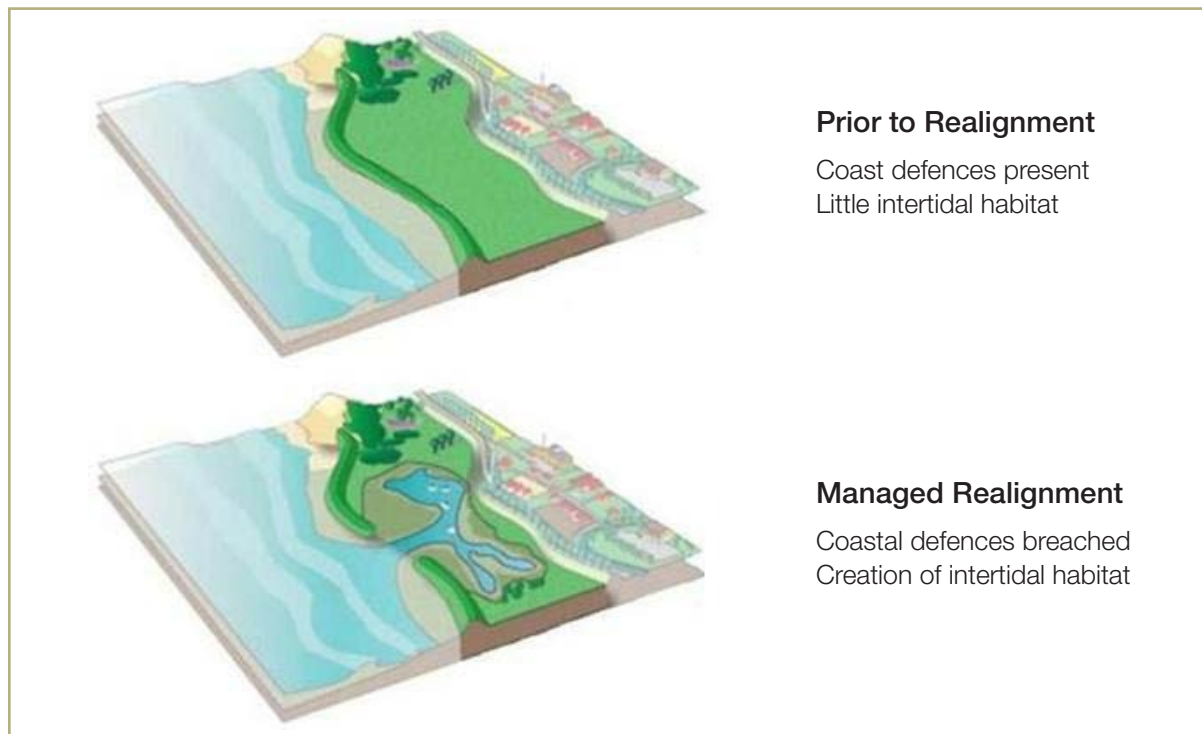 Prior to Realignment
Coast defences present
Little intertidal habitat
Managed Realignment
Coastal defences breached
Creation of intertidal habitat